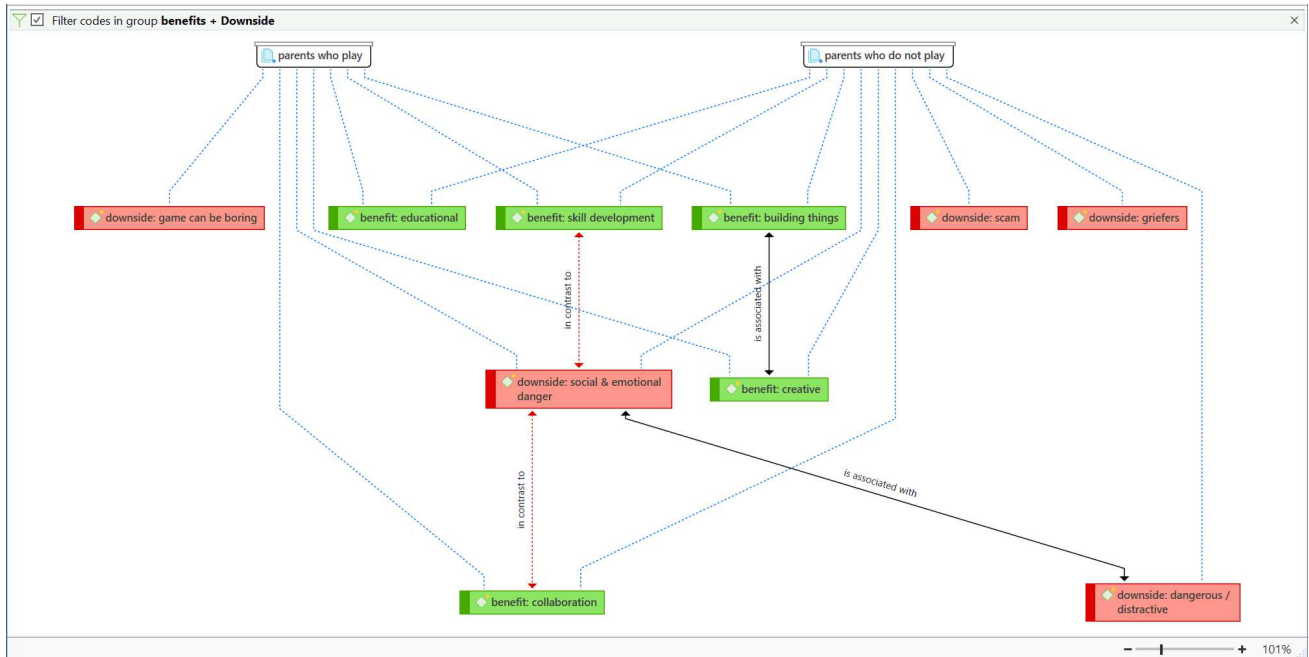 Filter codes in group benefits + Downside
parents who play
parents who do not play
downside: game can be boring
benefit: educational
benefit: skill development
benefit: building things
downside: scam
downside: griefers
in contrast to
is associated with
downside: social & emotional
danger
benefit: creative
in contrast to
is associated with
benefit: collaboration
downside: dangerous /
distractive
101%